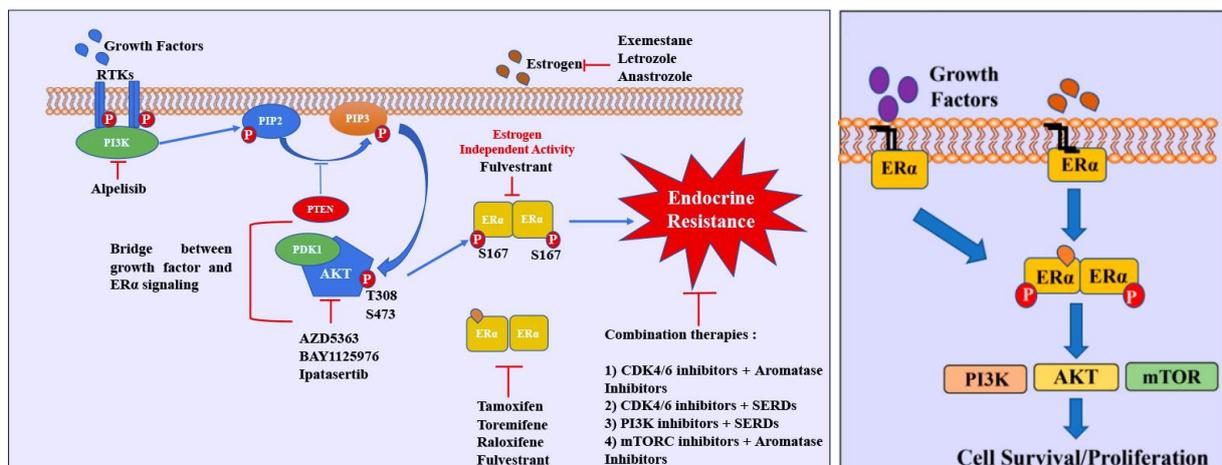 Growth Factors
RTKs
P
P
PI3K
Alpelisib
P
PIP2
PIP3
P
PTEN
Bridge between
growth factor and
ERα signaling
PDK1
AKT
P
T308
S473
AZD5363
BAY1125976
Ipatasertib
Estrogen
Exemestane
Letrozole
Anastrozole
Estrogen
Independent Activity
Fulvestrant
ERα
ERα
P
P
S167
S167
ERα
ERα
Tamoxifen
Toremifene
Raloxifene
Fulvestrant
Endocrine
Resistance
Combination therapies :
1) CDK4/6 inhibitors + Aromatase
Inhibitors
2) CDK4/6 inhibitors + SERDs
3) PI3K inhibitors + SERDs
4) mTORC inhibitors + Aromatase
Inhibitors
Growth
Factors
ERα
ERα
ERα
ERα
P
P
PI3K
AKT
mTOR
Cell Survival/Proliferation